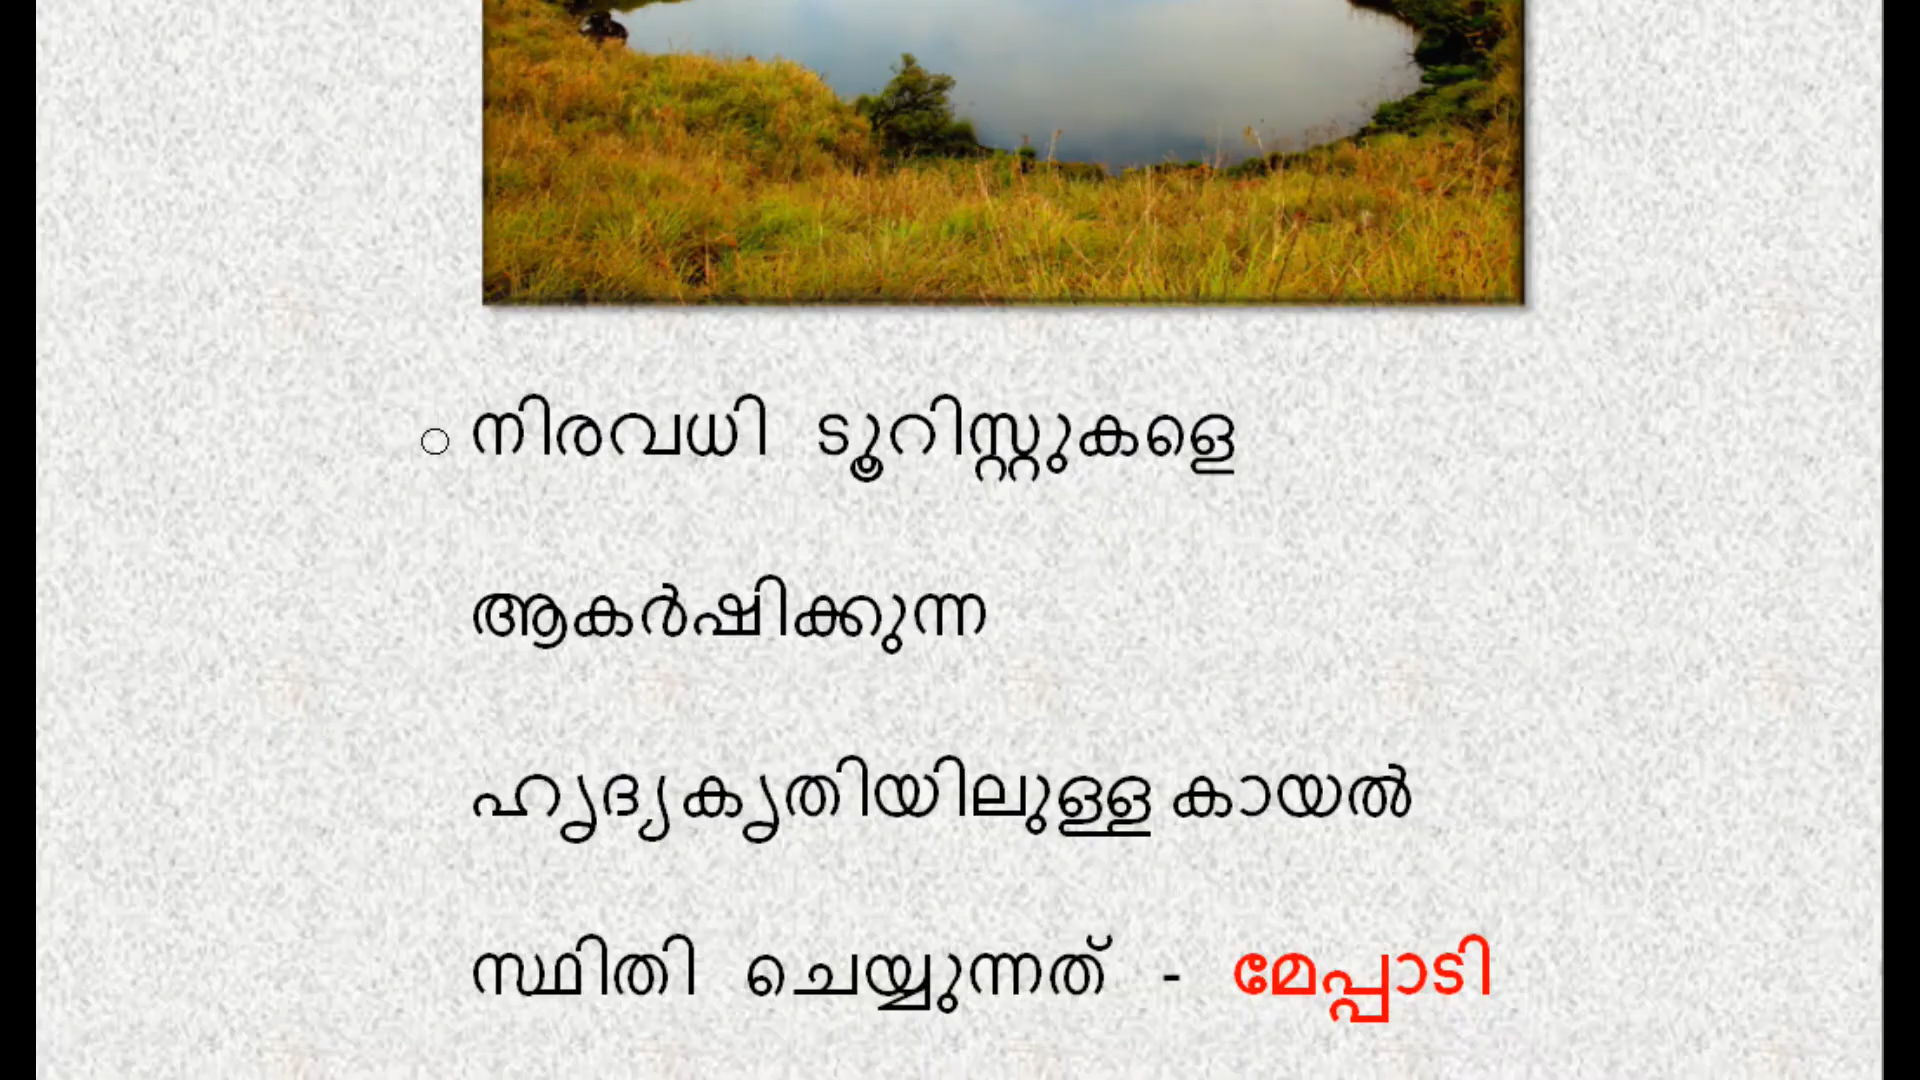 നിരവധി ടൂറിസ്റ്റുകളെ
ആകർഷിക്കുന്ന
ഹൃദ്യകൃതിയിലുള്ള കായൽ
സ്ഥിതി ചെയ്യുന്നത് - മേപ്പാടി